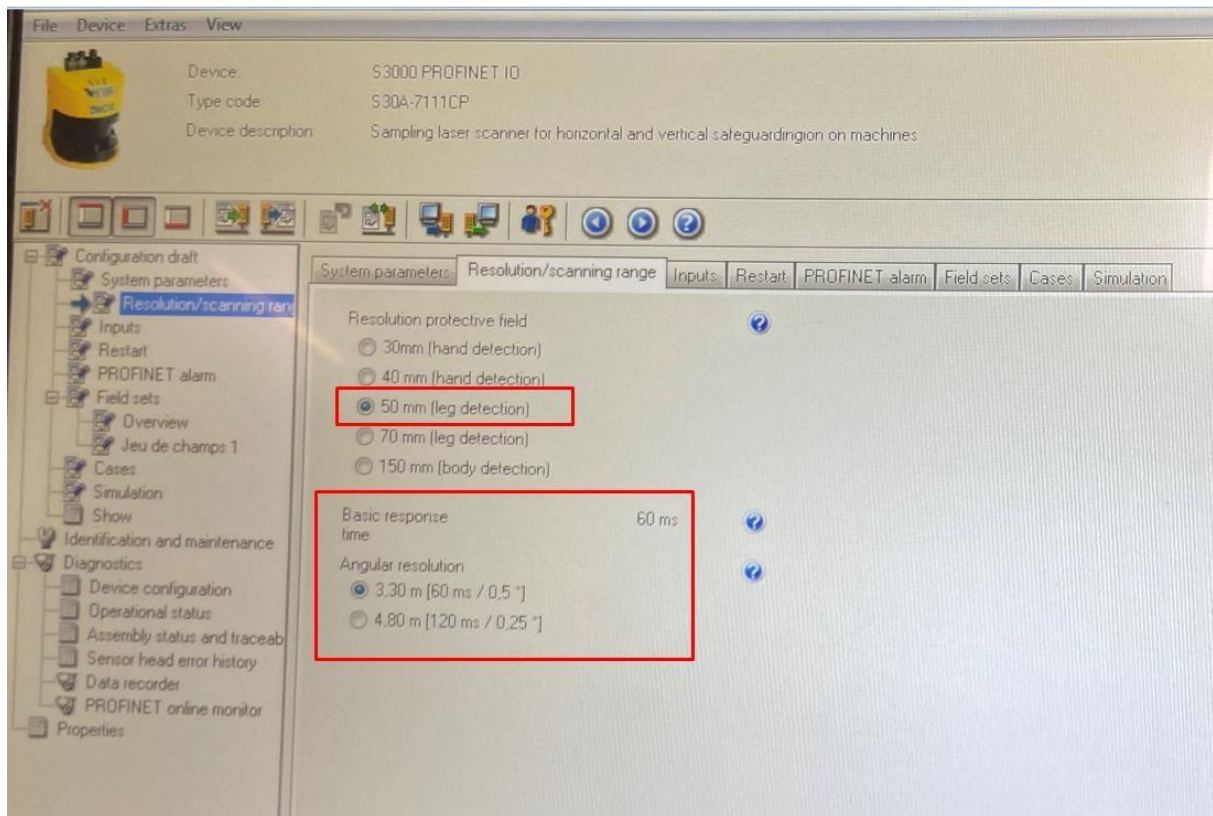 File Device Extras View
Device: S3000 PROFINET IO
Type code: S30A-7111CP
Device description: Sampling laser scanner for horizontal and vertical safeguardingion on machines
Configuration draft
System parameters
Resolution/scanning rang
Inputs
Restart
PROFINET alarm
Field sets
Overview
Jeu de champs 1
Cases
Simulation
Show
Identification and maintenance
Diagnostics
Device configuration
Operational status
Assembly status and traceab
Sensor head error history
Data recorder
PROFINET online monitor
Properties
System parameters Resolution/scanning range Inputs Restart PROFINET alarm Field sets Cases Simulation
Resolution protective field
30mm (hand detection)
40 mm (hand detection)
50 mm (leg detection)
70 mm (leg detection)
150 mm (body detection)
Basic response 60 ms
time
Angular resolution
3,30 m [60 ms / 0,5 °]
4,80 m [120 ms / 0,25 °]